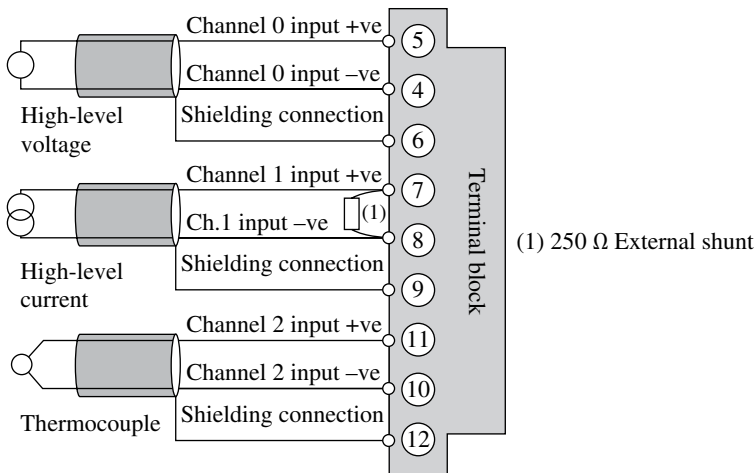 Channel 0 input +ve
5
Channel 0 input –ve
4
High-level
voltage
Shielding connection
6
Channel 1 input +ve
7
(1)
Ch.1 input –ve
8
High-level
current
Shielding connection
9
Terminal block
(1) 250 Ω External shunt
Channel 2 input +ve
11
Channel 2 input –ve
10
Thermocouple
Shielding connection
12